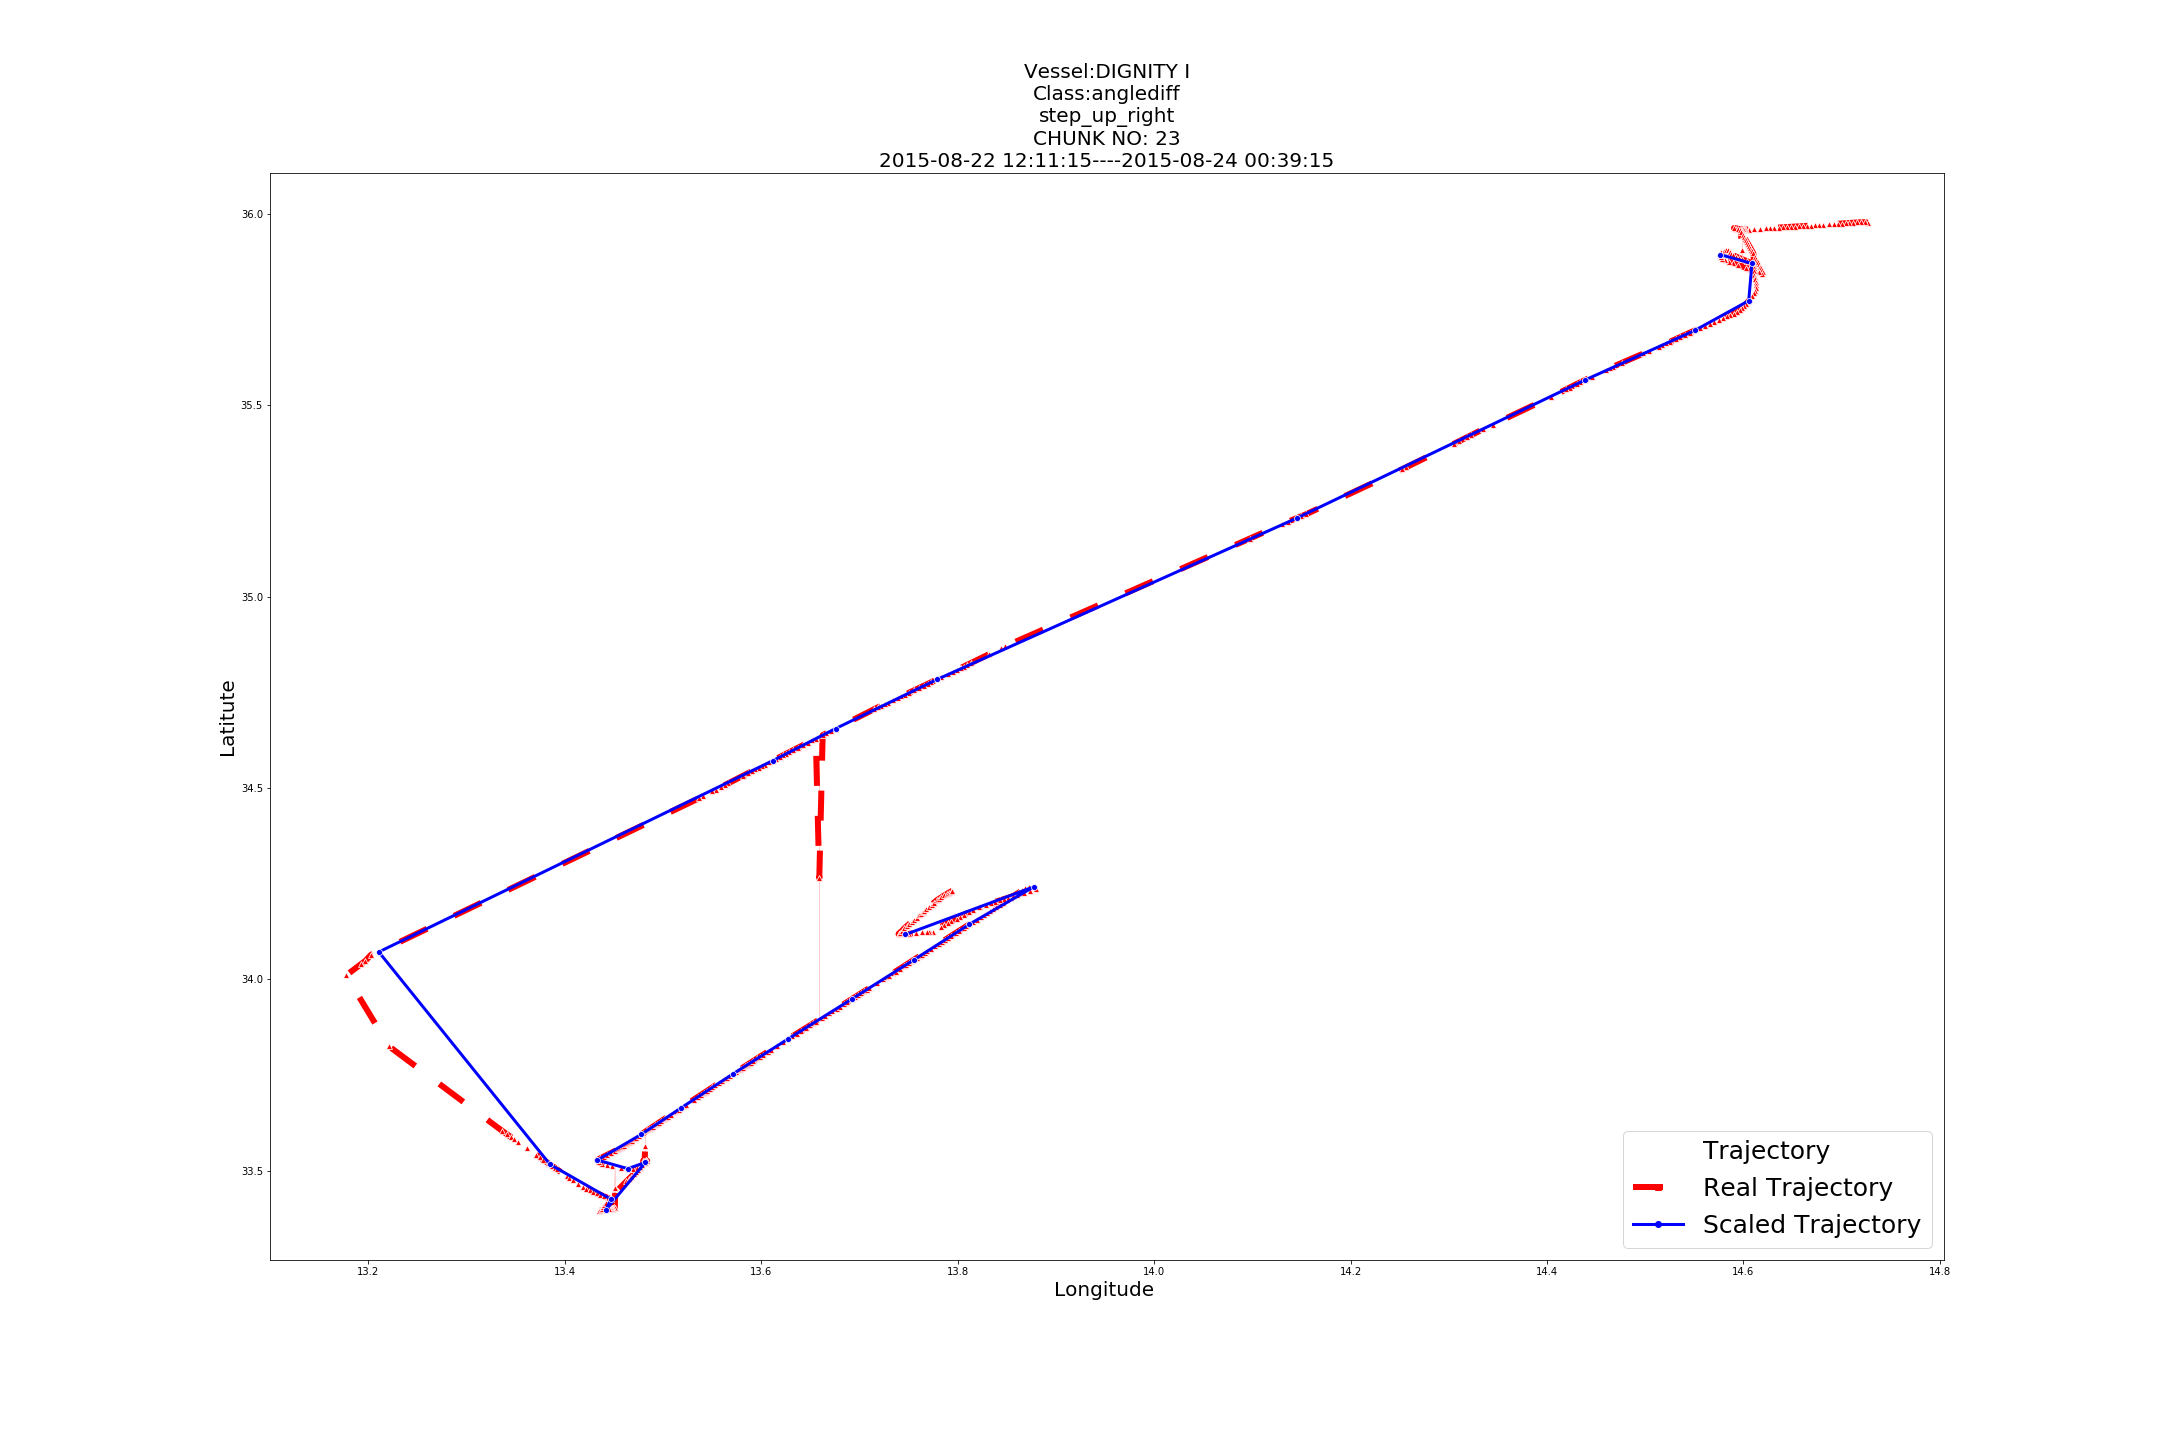 Vessel:DIGNITY I
Class:anglediff
step_up_right
CHUNK NO: 23
2015-08-22 12:11:15----2015-08-24 00:39:15
36.0
35.5
35.0
34.5
34.0
33.5
Latitute
13.2
13.4
13.6
13.8
14.0
14.2
14.4
14.6
14.8
Longitude
Trajectory
Real Trajectory
Scaled Trajectory